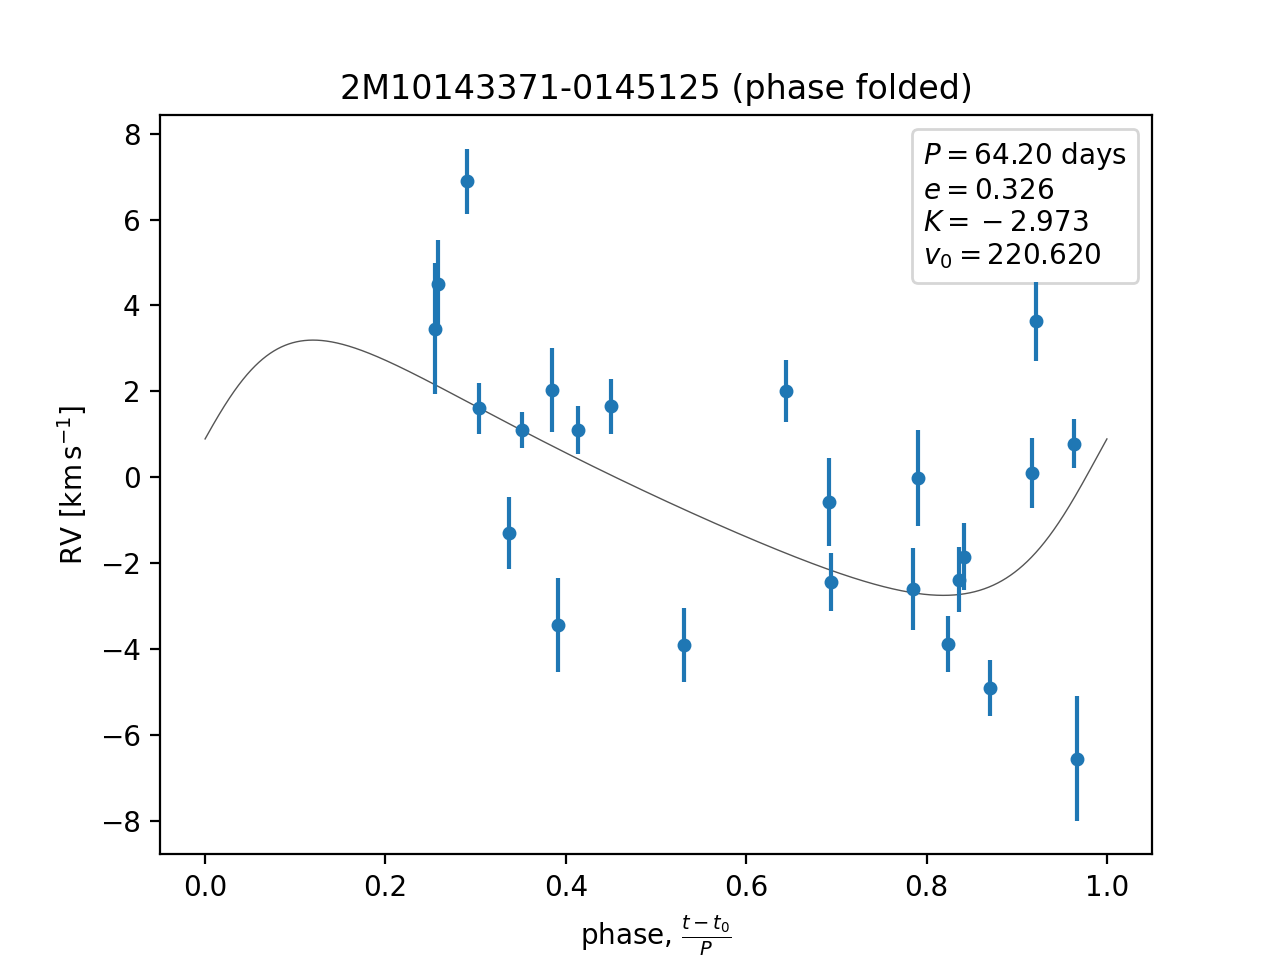 2M10143371-0145125 (phase folded)
P = 64.20 days
e = 0.326
K = −2.973
v₀ = 220.620
RV [km s⁻¹]
8
6
4
2
0
−2
−4
−6
−8
0.0 0.2 0.4 0.6 0.8 1.0
phase, (t − t₀)/P